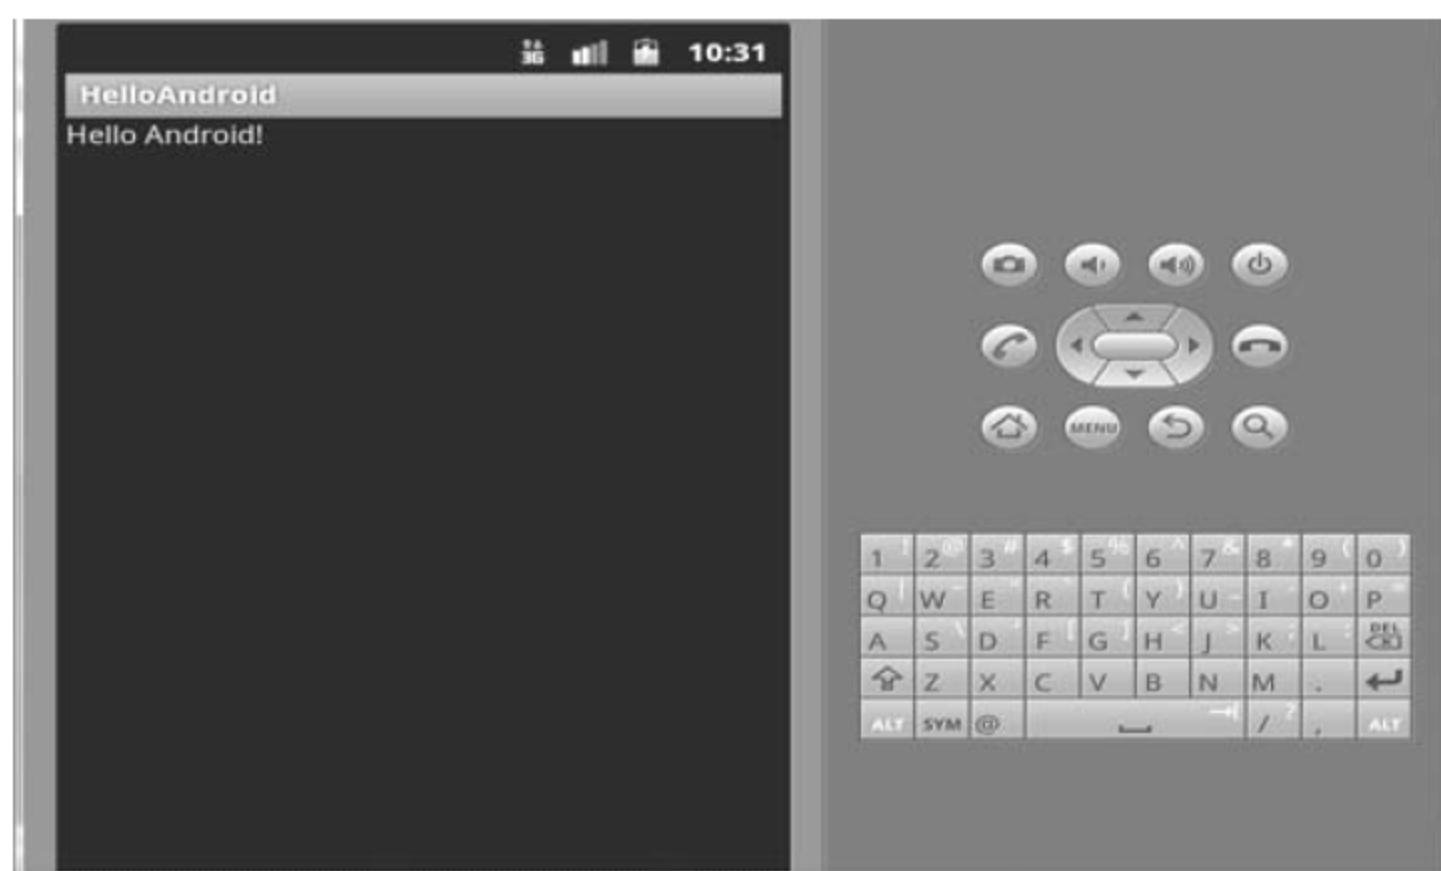 3G 10:31
HelloAndroid
Hello Android!
MENU
1 ! 2 @ 3 # 4 $ 5 % 6 ^ 7 & 8 * 9 ( 0 )
Q | W ~ E " R ` T { Y } U _ I - O + P =
A S \ D ' F [ G ] H < J > K ; L : DEL
Z X C V B N M .
ALT SYM @ / ? , ALT